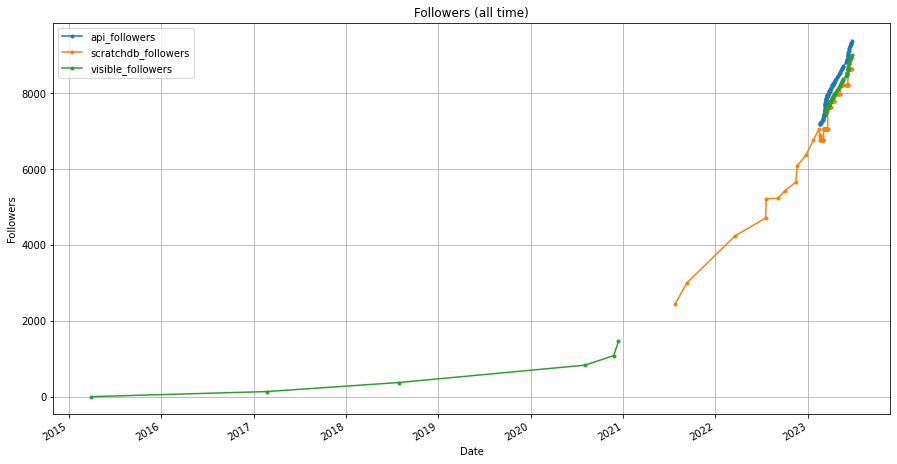 Followers (all time)
api_followers
scratchdb_followers
visible_followers
Followers
8000
6000
4000
2000
0
2015
2016
2017
2018
2019
2020
2021
2022
2023
Date